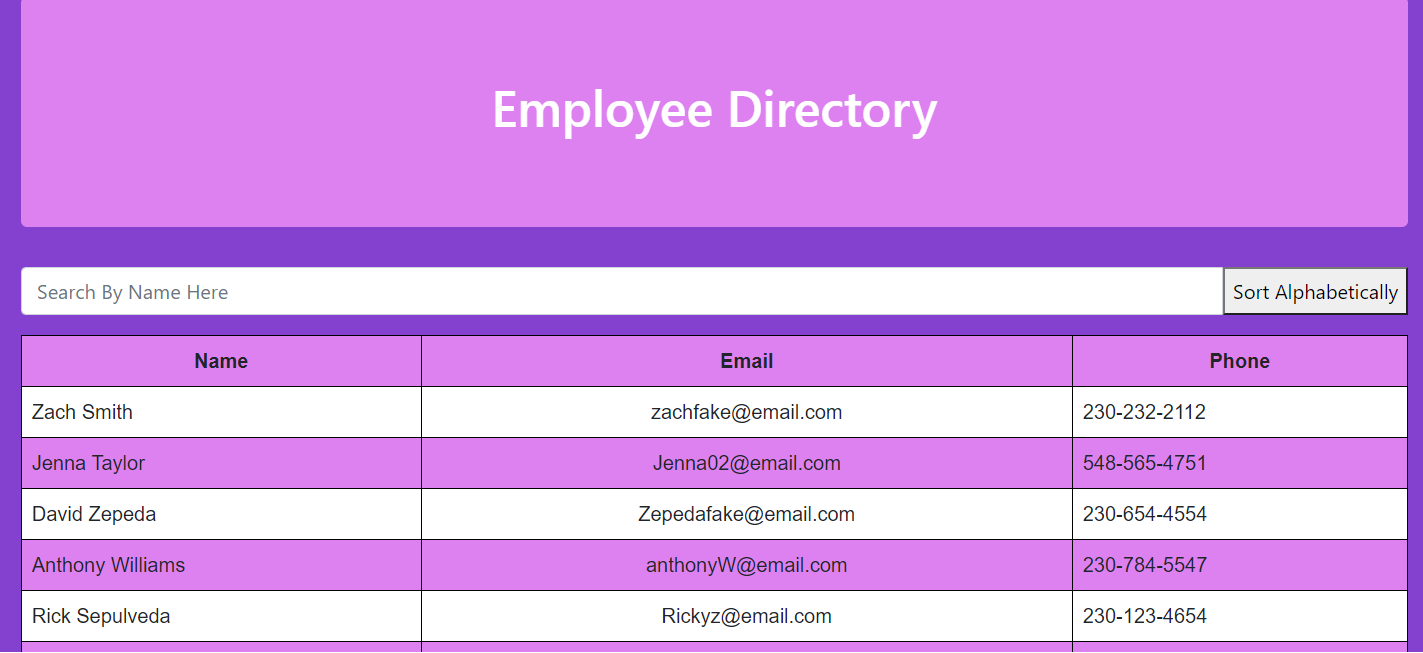 Employee Directory
Search By Name Here Sort Alphabetically
Name Email Phone
Zach Smith zachfake@email.com 230-232-2112
Jenna Taylor Jenna02@email.com 548-565-4751
David Zepeda Zepedafake@email.com 230-654-4554
Anthony Williams anthonyW@email.com 230-784-5547
Rick Sepulveda Rickyz@email.com 230-123-4654